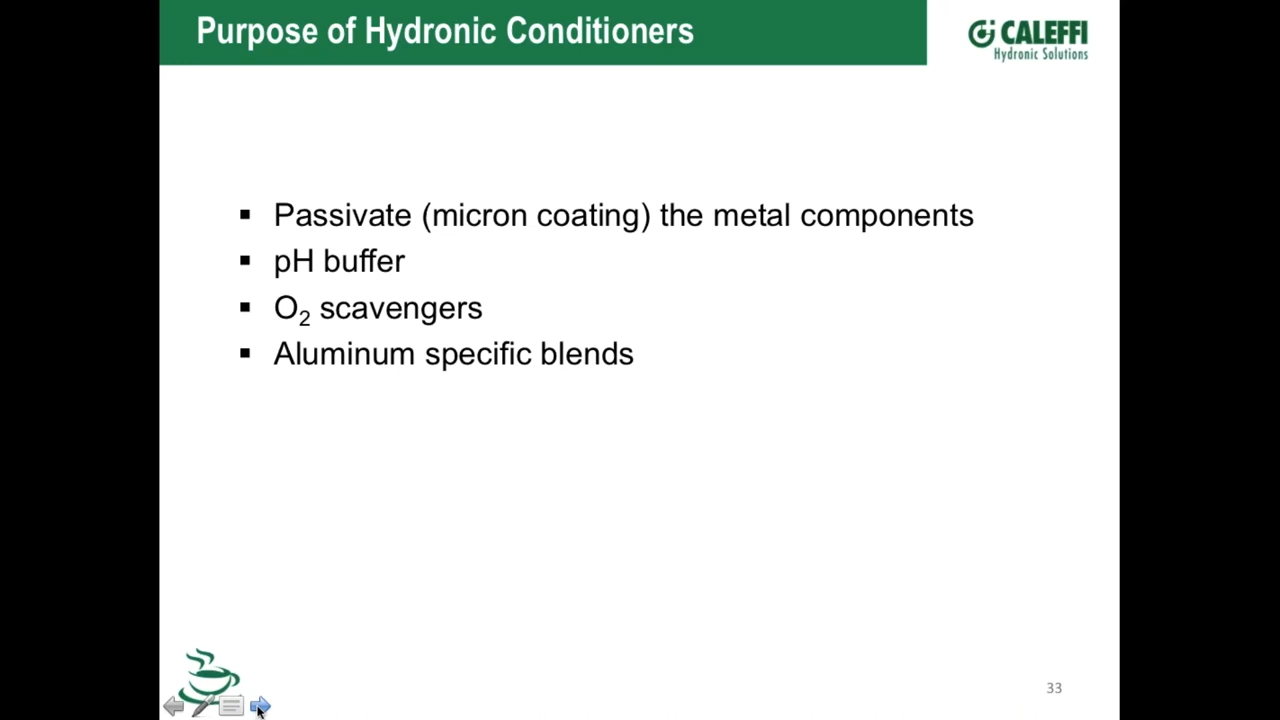 Purpose of Hydronic Conditioners
CALEFFI
Hydronic Solutions
▪ Passivate (micron coating) the metal components
▪ pH buffer
▪ O₂ scavengers
▪ Aluminum specific blends
33